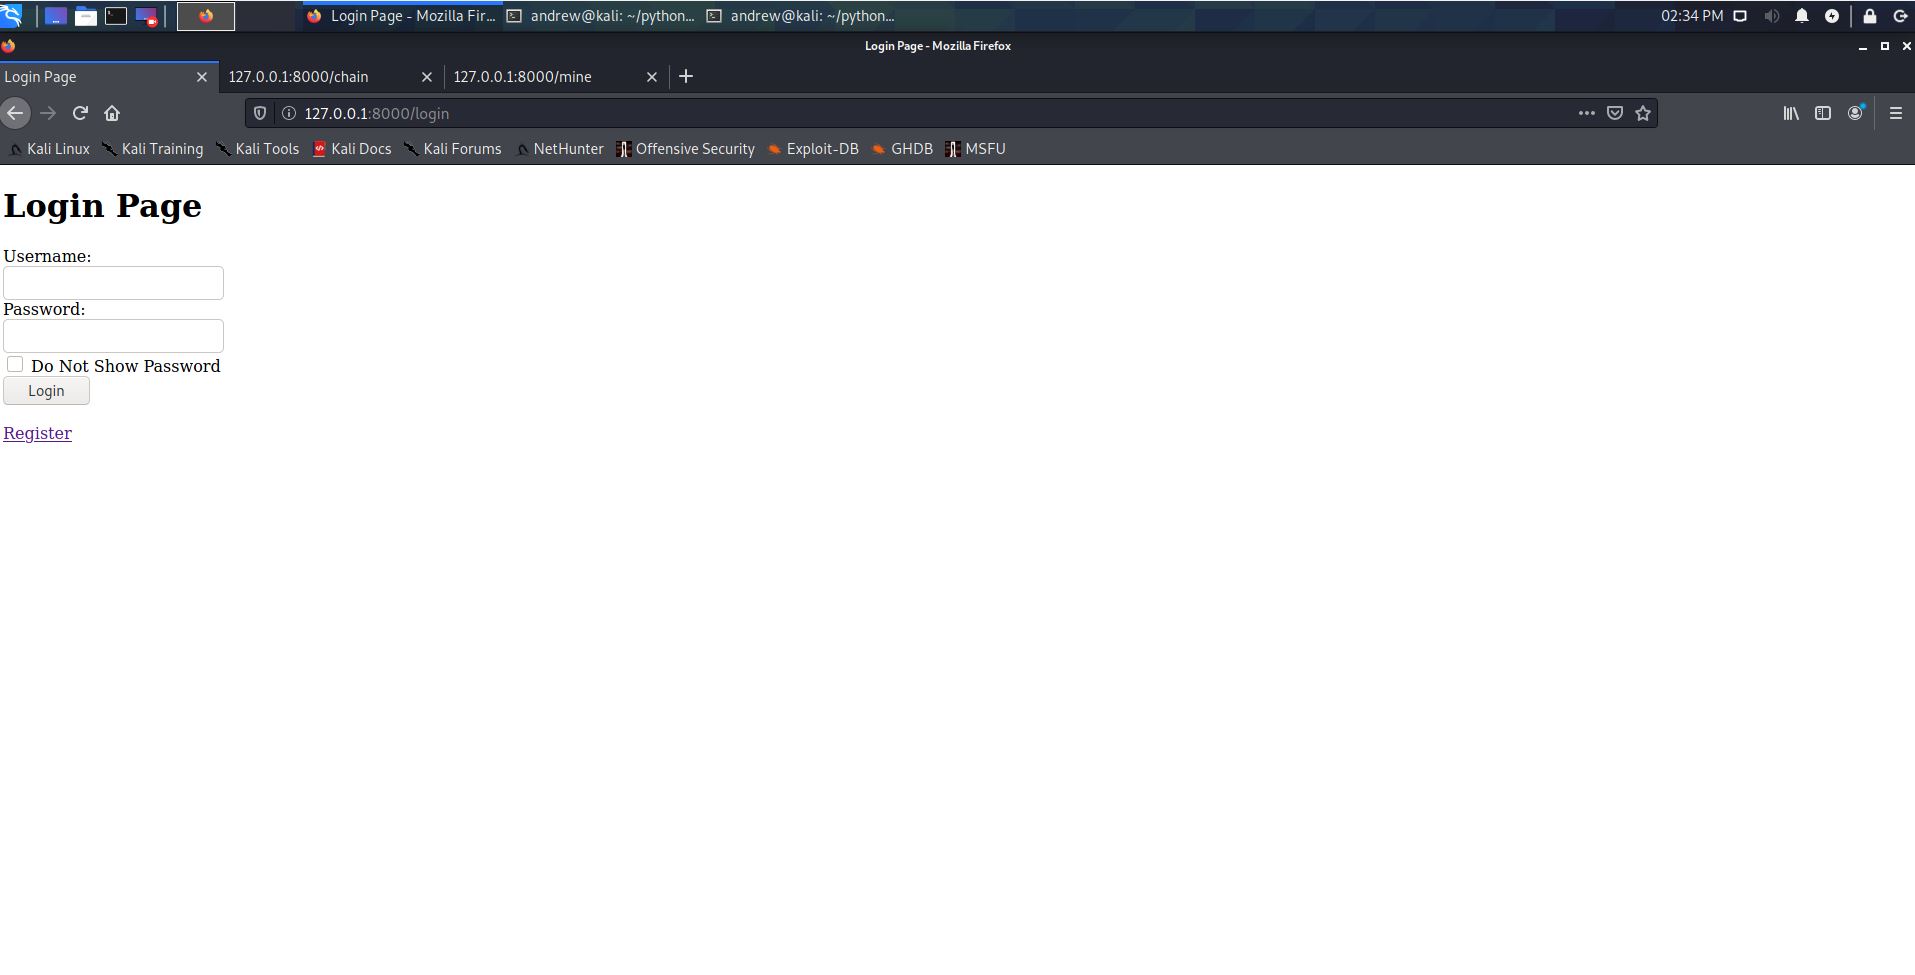 Login Page - Mozilla Fir... andrew@kali: ~/python... andrew@kali: ~/python... 02:34 PM
Login Page - Mozilla Firefox
Login Page 127.0.0.1:8000/chain 127.0.0.1:8000/mine
127.0.0.1:8000/login
Kali Linux Kali Training Kali Tools Kali Docs Kali Forums NetHunter Offensive Security Exploit-DB GHDB MSFU
Login Page
Username:
Password:
Do Not Show Password
Login
Register